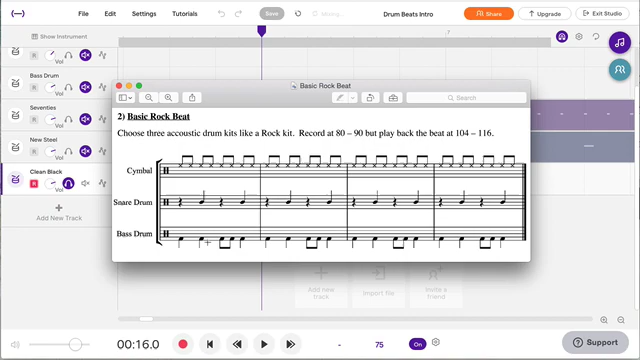 File Edit Settings Tutorials Save Saving... Drum Beats Intro Share Upgrade Exit Studio
Show Instrument 7
R Vol
Bass Drum
R Vol
Seventies
R Vol
New Steel
R Vol
Clean Black
R Vol
Add New Track
Basic Rock Beat
Search
2) Basic Rock Beat
Choose three accoustic drum kits like a Rock kit. Record at 80 – 90 but play back the beat at 104 – 116.
Cymbal
Snare Drum
Bass Drum
Add new track
Import file
Invite a friend
00:16.0 - 75 On Support